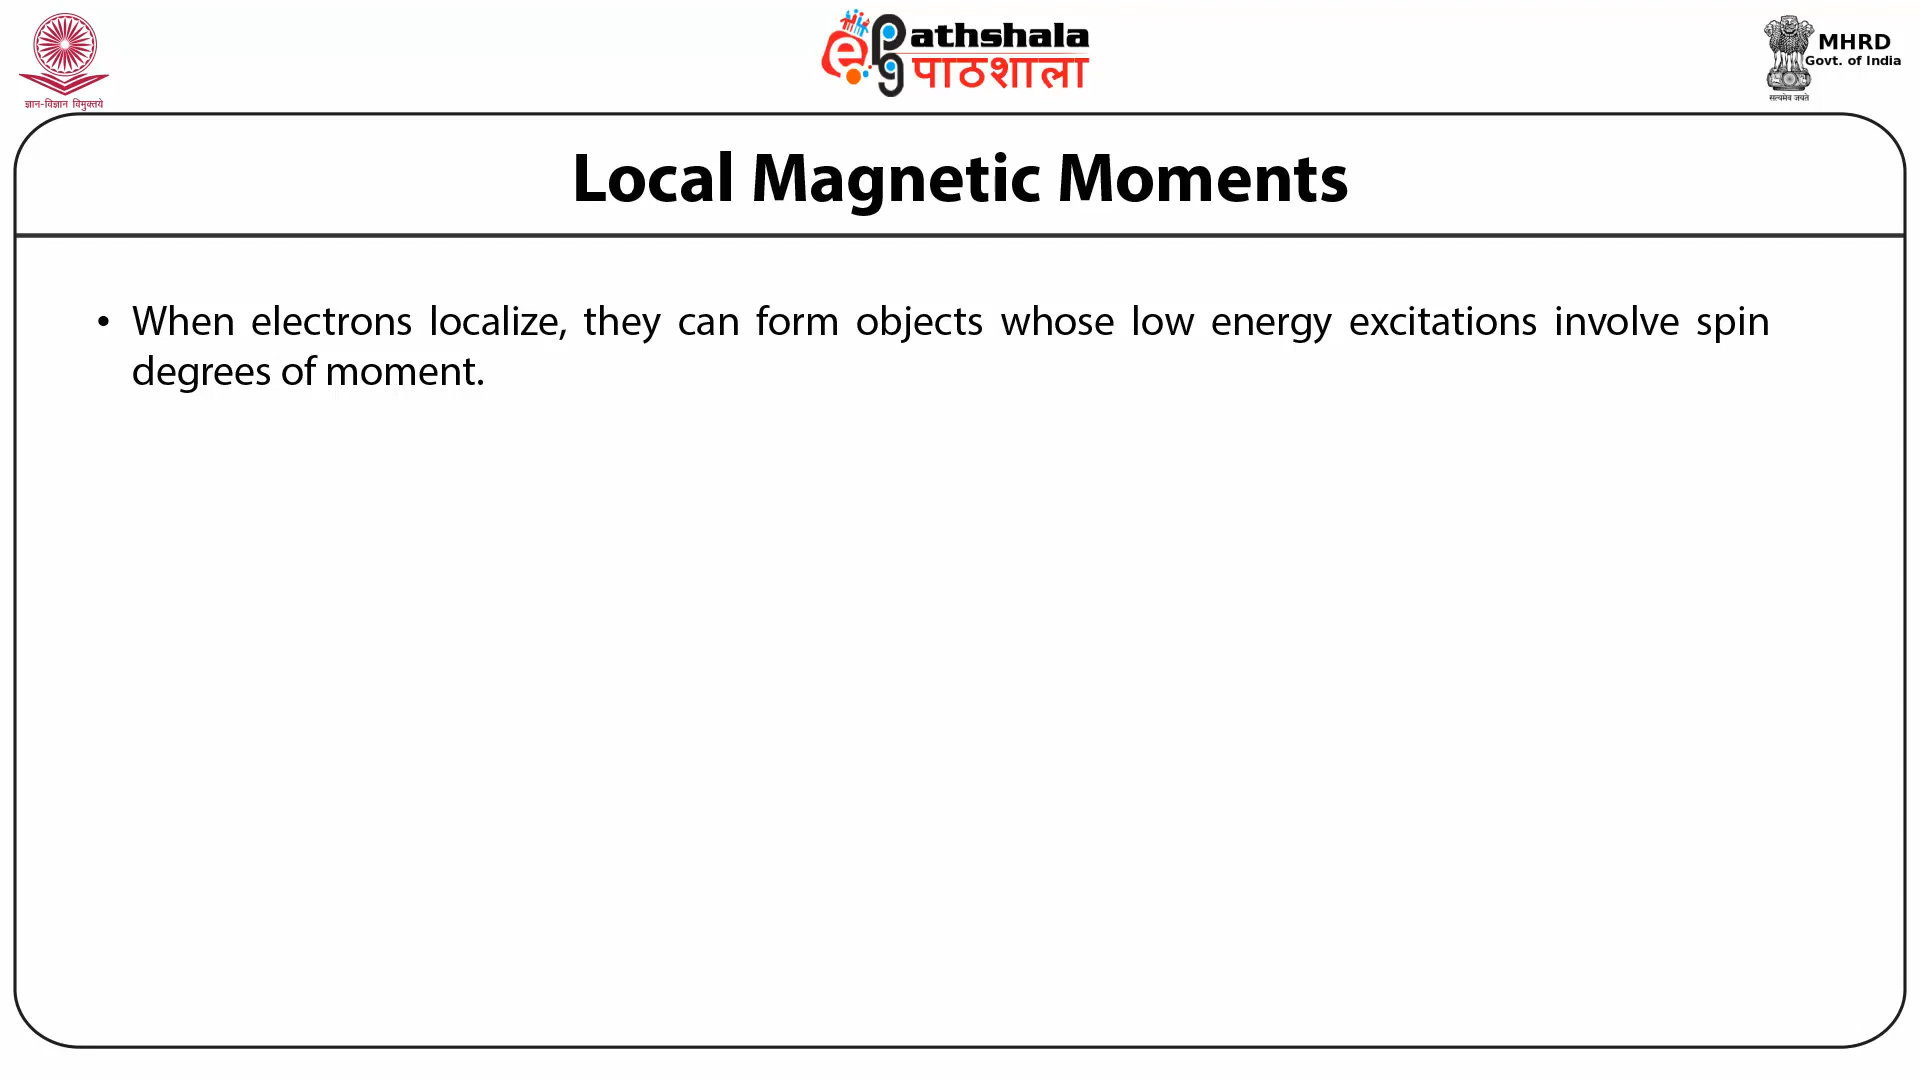 ज्ञान-विज्ञान विमुक्तये
ePathshala
पाठशाला
MHRD
Govt. of India
सत्यमेव जयते
Local Magnetic Moments
• When electrons localize, they can form objects whose low energy excitations involve spin
degrees of moment.